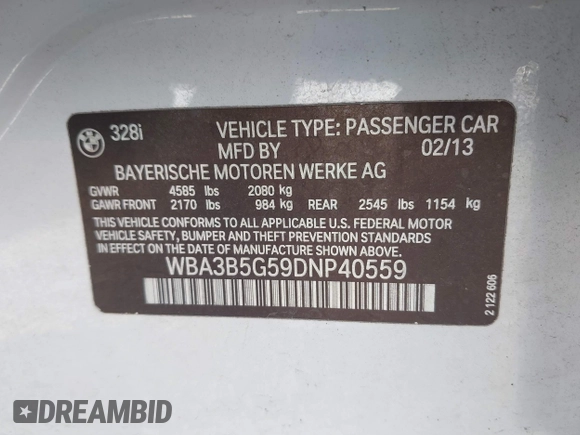 BMW
328i
VEHICLE TYPE: PASSENGER CAR
MFD BY 02/13
BAYERISCHE MOTOREN WERKE AG
GVWR 4585 lbs 2080 kg
GAWR FRONT 2170 lbs 984 kg REAR 2545 lbs 1154 kg
THIS VEHICLE CONFORMS TO ALL APPLICABLE U.S. FEDERAL MOTOR
VEHICLE SAFETY, BUMPER AND THEFT PREVENTION STANDARDS IN
EFFECT ON THE DATE OF MANUFACTURE SHOWN ABOVE.
WBA3B5G59DNP40559
2 122 606
DREAMBID